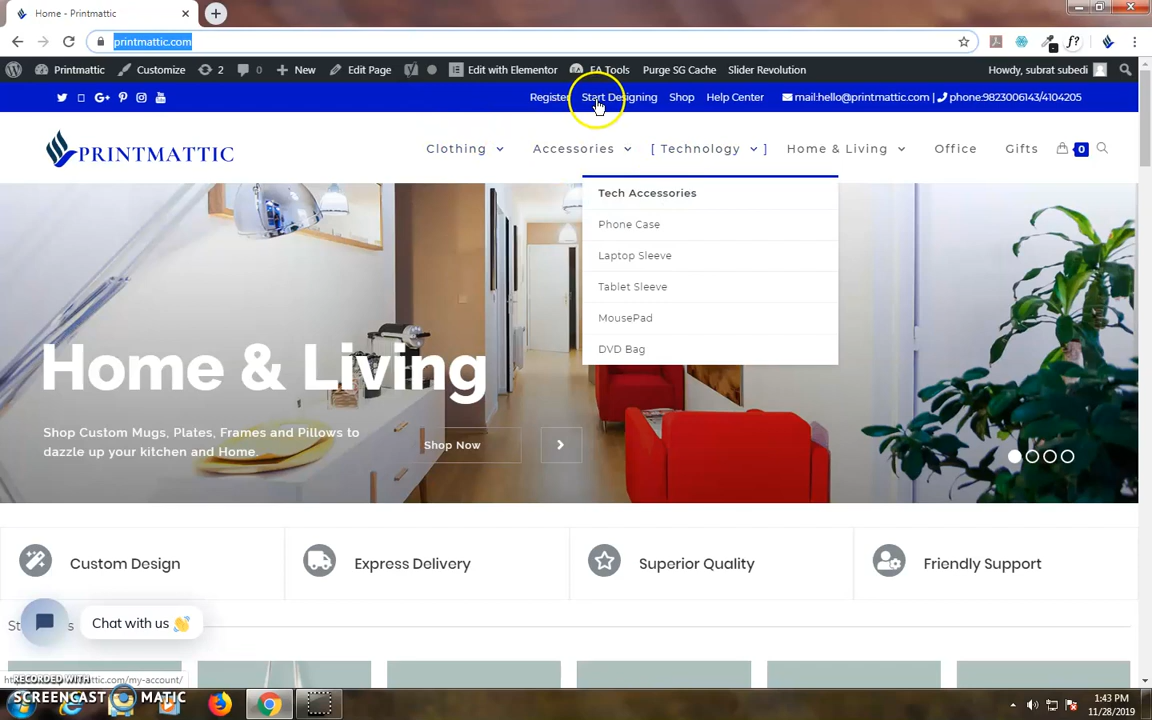 Home - Printmattic
printmattic.com
Printmattic Customize 2 New Edit Page Edit with Elementor EA Tools Purge SG Cache Slider Revolution Howdy, subrat subedi
Register Start Designing Shop Help Center mail:hello@printmattic.com | phone:9823006143/4104205
PRINTMATTIC
Clothing Accessories [ Technology ] Home & Living Office Gifts 0
Tech Accessories
Phone Case
Laptop Sleeve
Tablet Sleeve
MousePad
DVD Bag
Home & Living
Shop Custom Mugs, Plates, Frames and Pillows to
dazzle up your kitchen and Home.
Shop Now
Custom Design Express Delivery Superior Quality Friendly Support
Chat with us 👋
RECORDED WITH
SCREENCAST MATIC
1:43 PM
11/28/2019